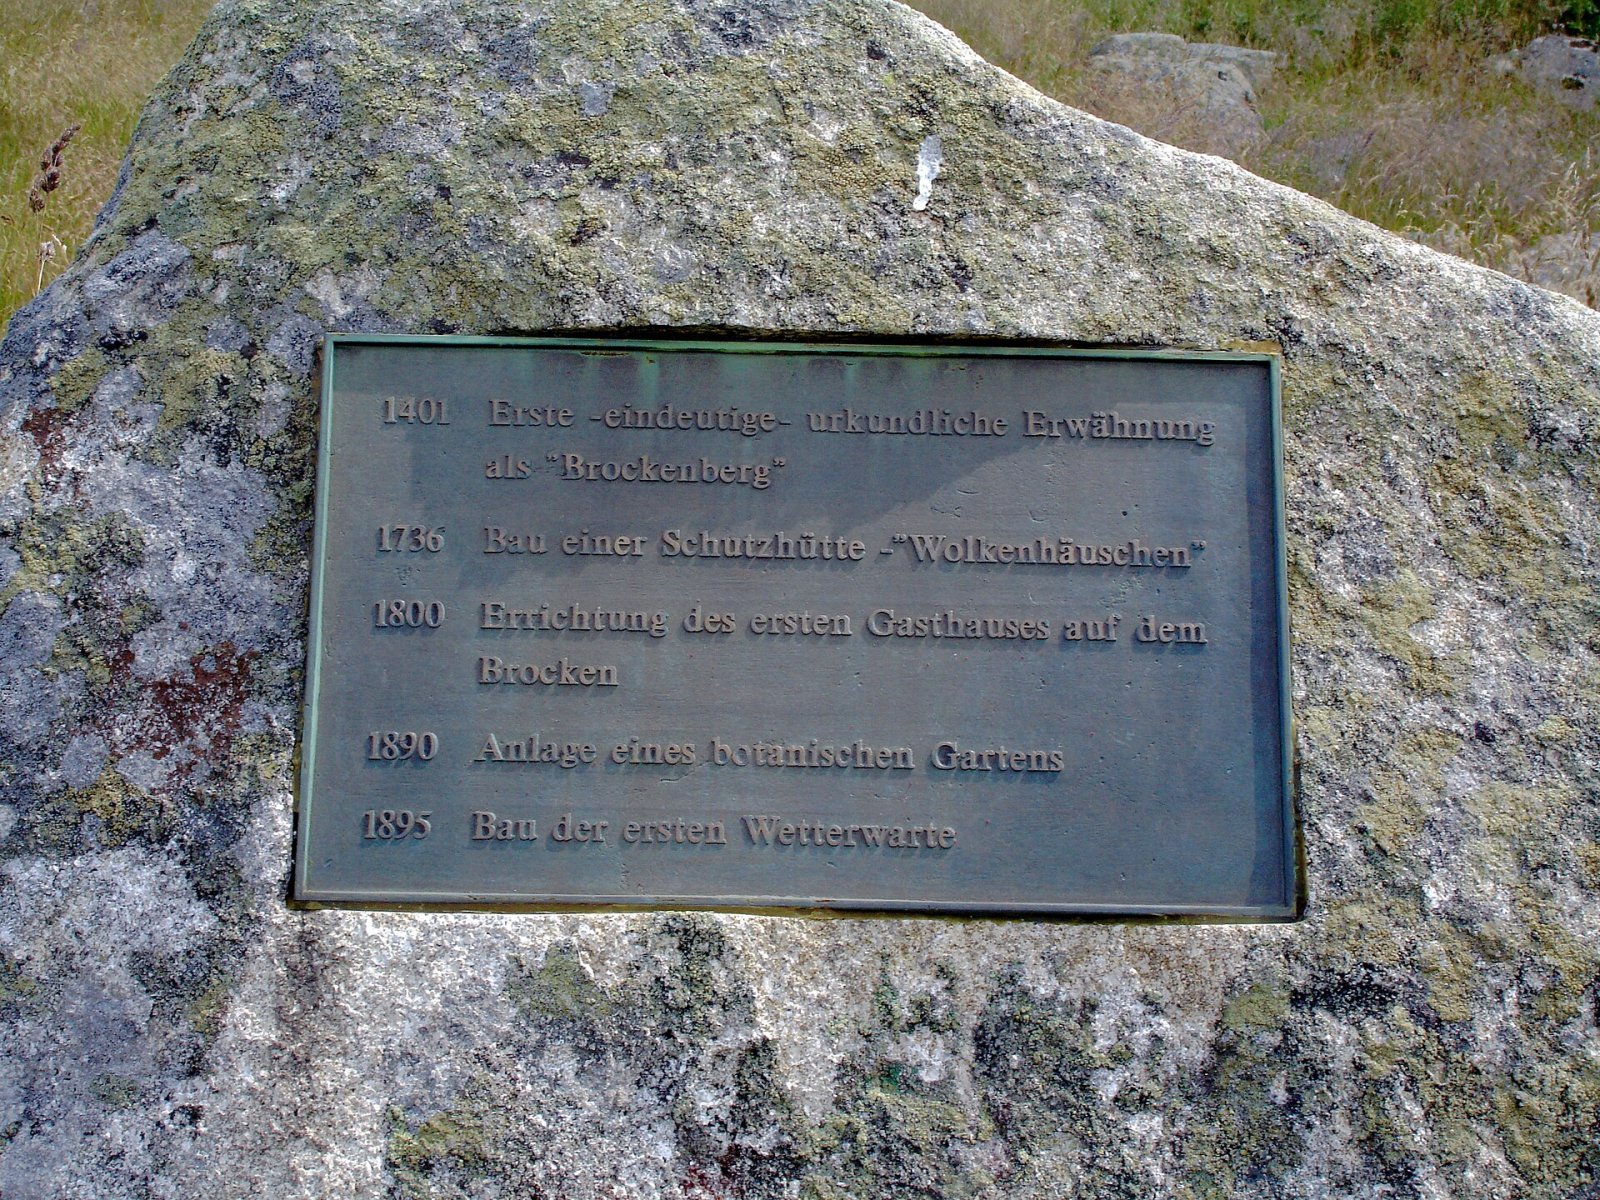 1401 Erste -eindeutige- urkundliche Erwähnung
als "Brockenberg"
1736 Bau einer Schutzhütte -"Wolkenhäuschen"
1800 Errichtung des ersten Gasthauses auf dem
Brocken
1890 Anlage eines botanischen Gartens
1895 Bau der ersten Wetterwarte